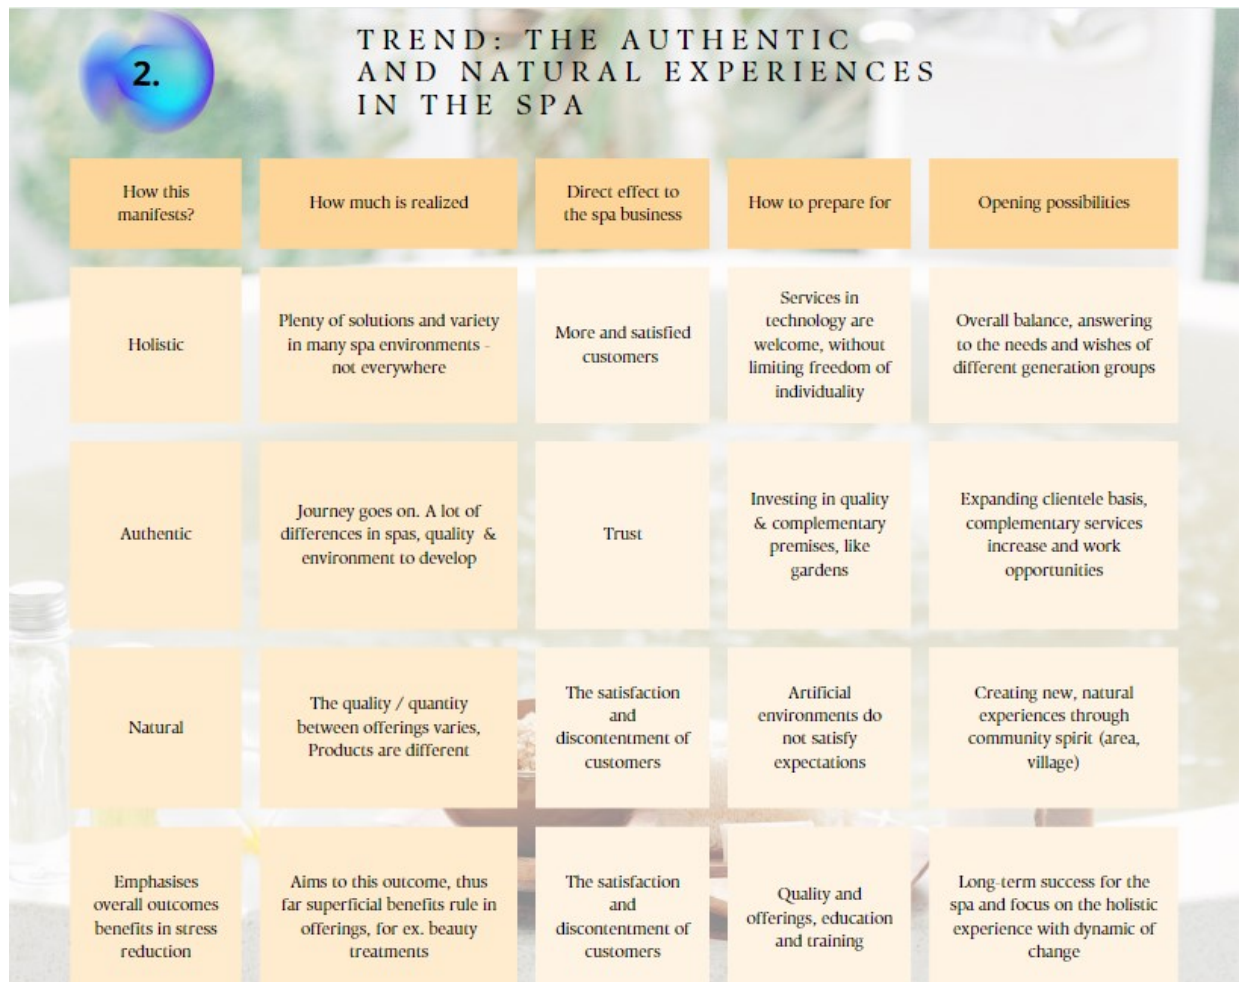 2.
TREND: THE AUTHENTIC
AND NATURAL EXPERIENCES
IN THE SPA
How this
manifests?
How much is realized
Direct effect to
the spa business
How to prepare for
Opening possibilities
Holistic
Plenty of solutions and variety
in many spa environments -
not everywhere
More and satisfied
customers
Services in
technology are
welcome, without
limiting freedom of
individuality
Overall balance, answering
to the needs and wishes of
different generation groups
Authentic
Journey goes on. A lot of
differences in spas, quality &
environment to develop
Trust
Investing in quality
& complementary
premises, like
gardens
Expanding clientele basis,
complementary services
increase and work
opportunities
Natural
The quality / quantity
between offerings varies,
Products are different
The satisfaction
and
discontentment of
customers
Artificial
environments do
not satisfy
expectations
Creating new, natural
experiences through
community spirit (area,
village)
Emphasises
overall outcomes
benefits in stress
reduction
Aims to this outcome, thus
far superficial benefits rule in
offerings, for ex. beauty
treatments
The satisfaction
and
discontentment of
customers
Quality and
offerings, education
and training
Long-term success for the
spa and focus on the holistic
experience with dynamic of
change